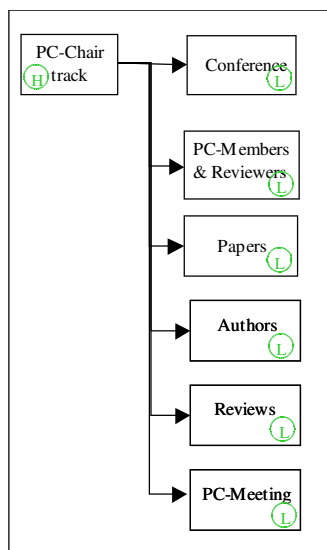 PC-Chair
track
H
Conference
L
PC-Members
& Reviewers
L
Papers
L
Authors
L
Reviews
L
PC-Meeting
L